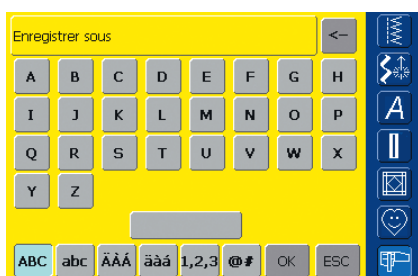 Enregistrer sous <-
A B C D E F G H
I J K L M N O P
Q R S T U V W X
Y Z
ABC abc ÄÀÁ äàá 1,2,3 @# OK ESC
A